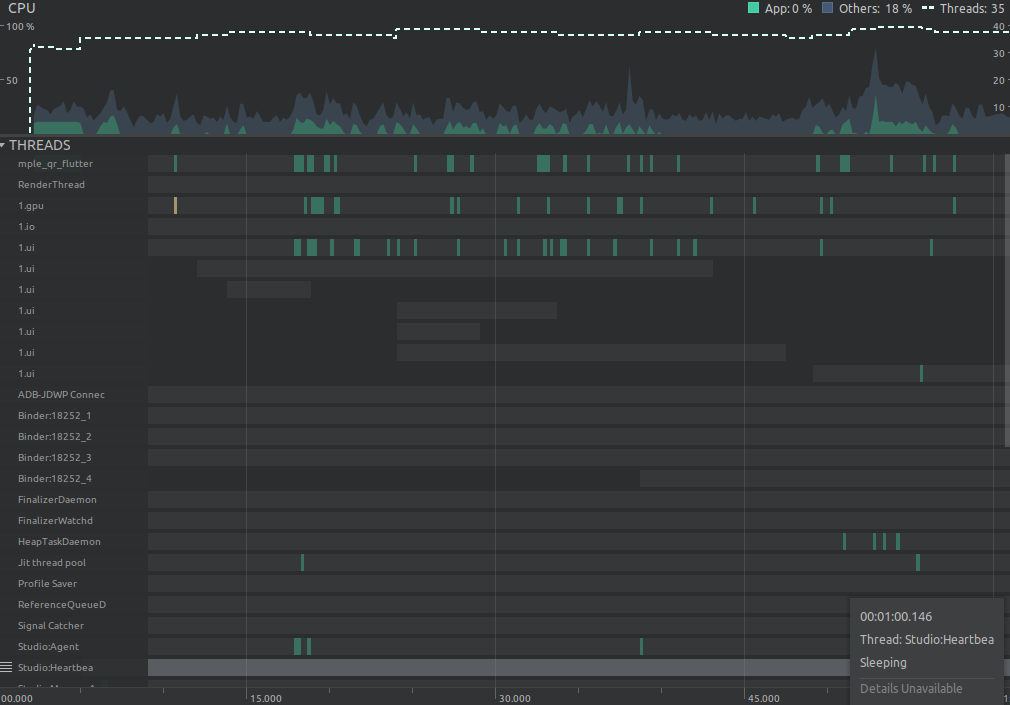 CPU
App: 0 % Others: 18 % Threads: 35
100 % 40
30
50 20
10
THREADS
mple_qr_flutter
RenderThread
1.gpu
1.io
1.ui
1.ui
1.ui
1.ui
1.ui
1.ui
1.ui
ADB-JDWP Connec
Binder:18252_1
Binder:18252_2
Binder:18252_3
Binder:18252_4
FinalizerDaemon
FinalizerWatchd
HeapTaskDaemon
Jit thread pool
Profile Saver
ReferenceQueueD
Signal Catcher
Studio:Agent
Studio:Heartbea
00:01:00.146
Thread: Studio:Heartbea
Sleeping
Details Unavailable
00.000 15.000 30.000 45.000